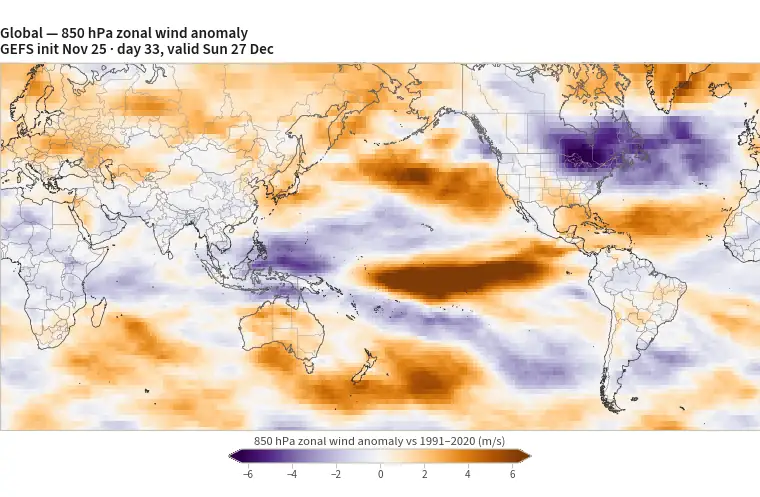 Global — 850 hPa zonal wind anomaly
GEFS init Nov 25 · day 33, valid Sun 27 Dec
850 hPa zonal wind anomaly vs 1991–2020 (m/s)
−6 −4 −2 0 2 4 6